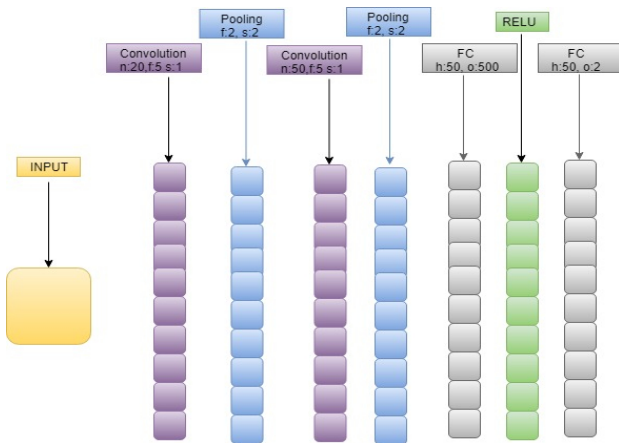 INPUT
Convolution
n:20,f:5 s:1
Pooling
f:2, s:2
Convolution
n:50,f:5 s:1
Pooling
f:2, s:2
FC
h:50, o:500
RELU
FC
h:50, o:2